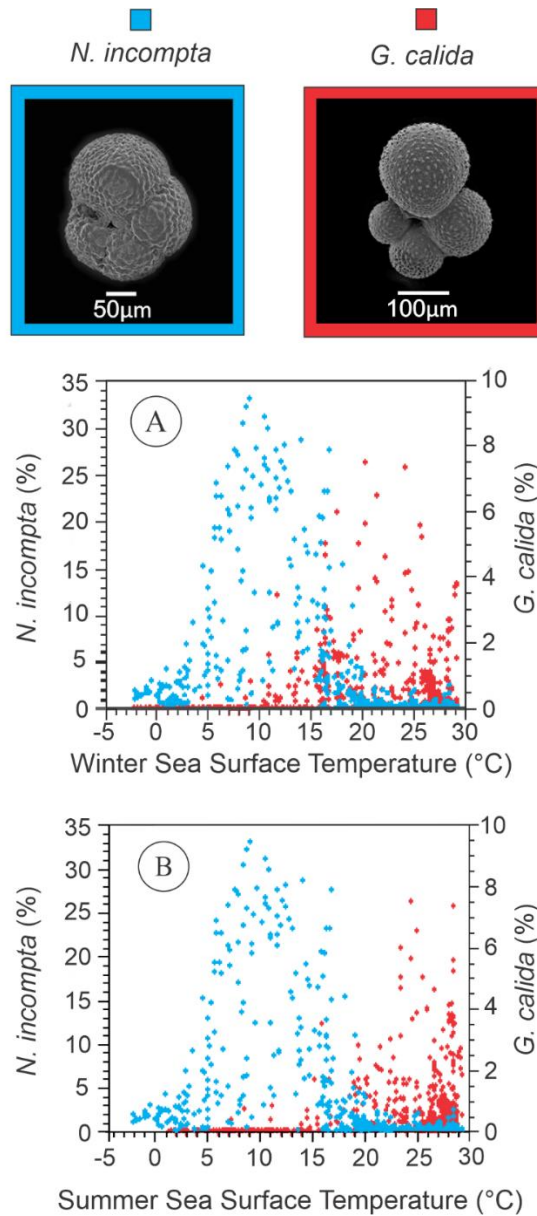 N. incompta G. calida
50µm 100µm
A
N. incompta (%)
35
30
25
20
15
10
5
0
G. calida (%)
10
8
6
4
2
0
-5 0 5 10 15 20 25 30
Winter Sea Surface Temperature (°C)
B
N. incompta (%)
35
30
25
20
15
10
5
0
G. calida (%)
10
8
6
4
2
0
-5 0 5 10 15 20 25 30
Summer Sea Surface Temperature (°C)